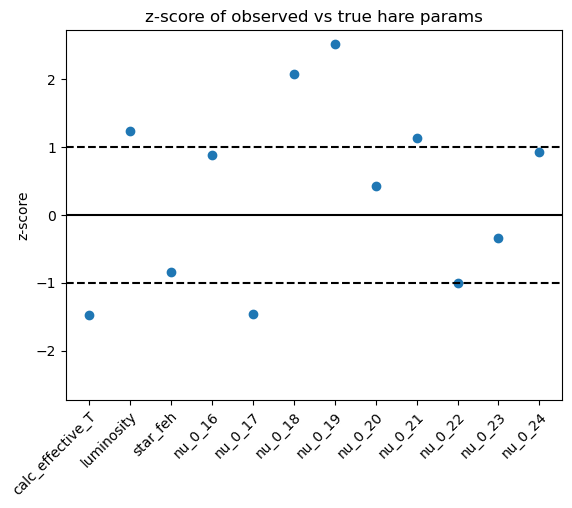 z-score of observed vs true hare params
z-score
2
1
0
−1
−2
calc_effective_T
luminosity
star_feh
nu_0_16
nu_0_17
nu_0_18
nu_0_19
nu_0_20
nu_0_21
nu_0_22
nu_0_23
nu_0_24